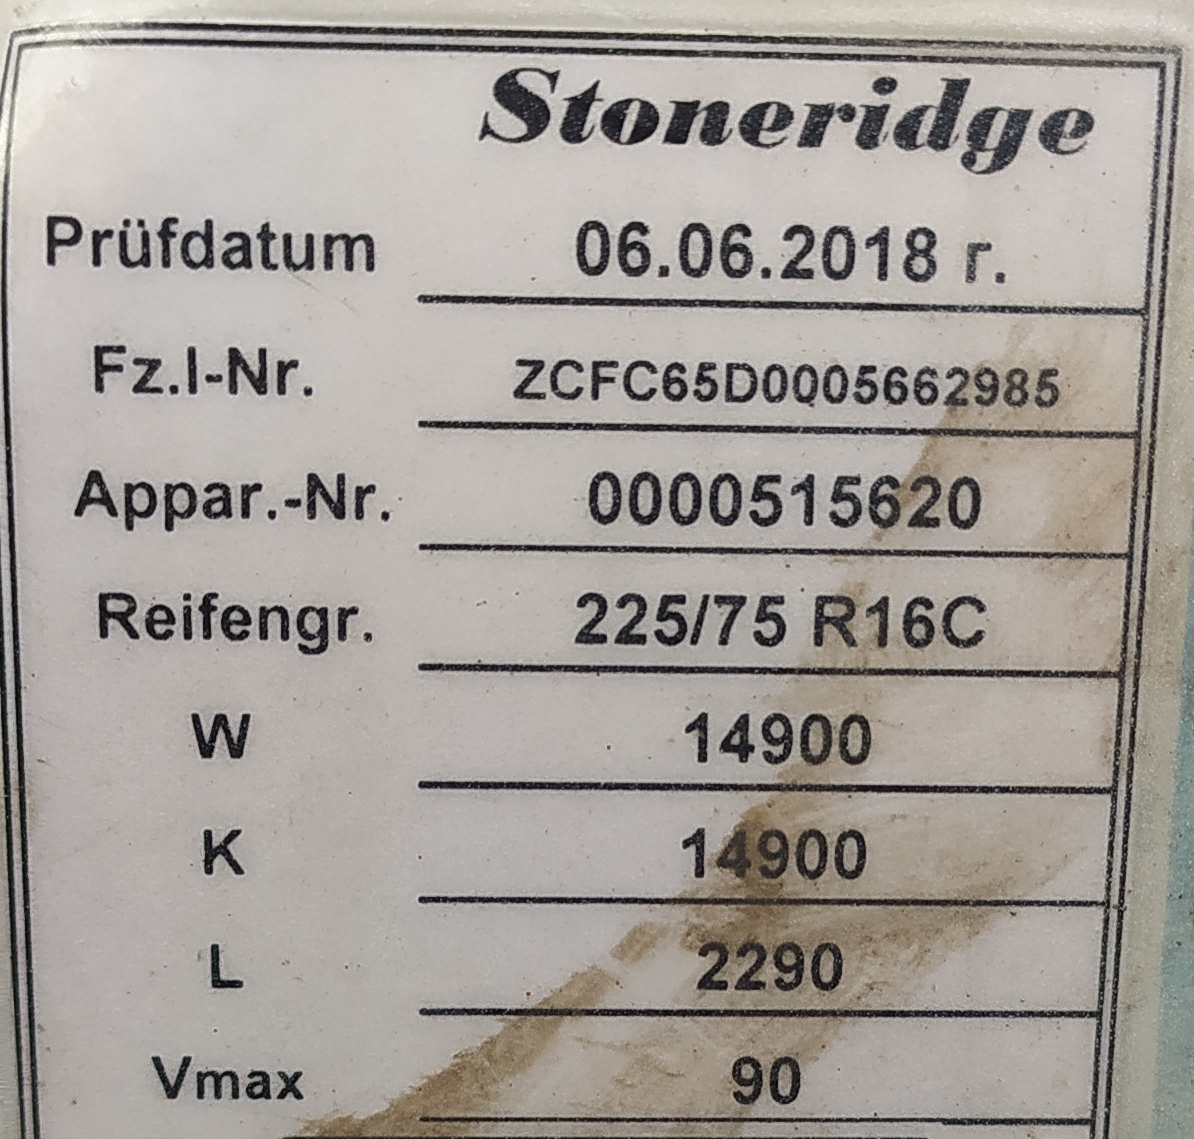 Stoneridge
Prüfdatum 06.06.2018 r.
Fz.I-Nr. ZCFC65D0005662985
Appar.-Nr. 0000515620
Reifengr. 225/75 R16C
W 14900
K 14900
L 2290
Vmax 90